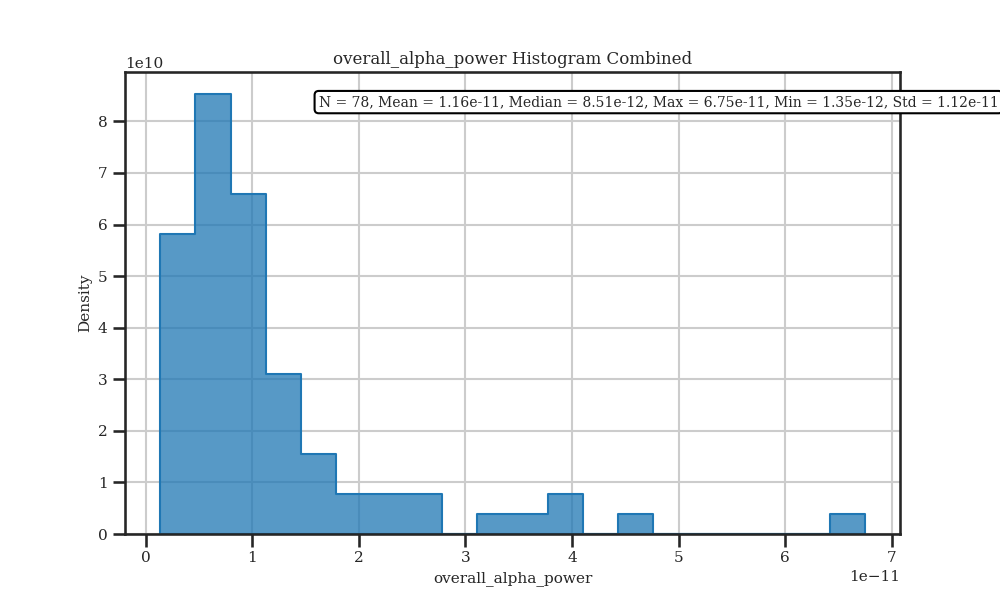 overall_alpha_power Histogram Combined
1e10
N = 78, Mean = 1.16e-11, Median = 8.51e-12, Max = 6.75e-11, Min = 1.35e-12, Std = 1.12e-11
8
7
6
5
4
3
2
1
0
Density
0 1 2 3 4 5 6 7
1e−11
overall_alpha_power